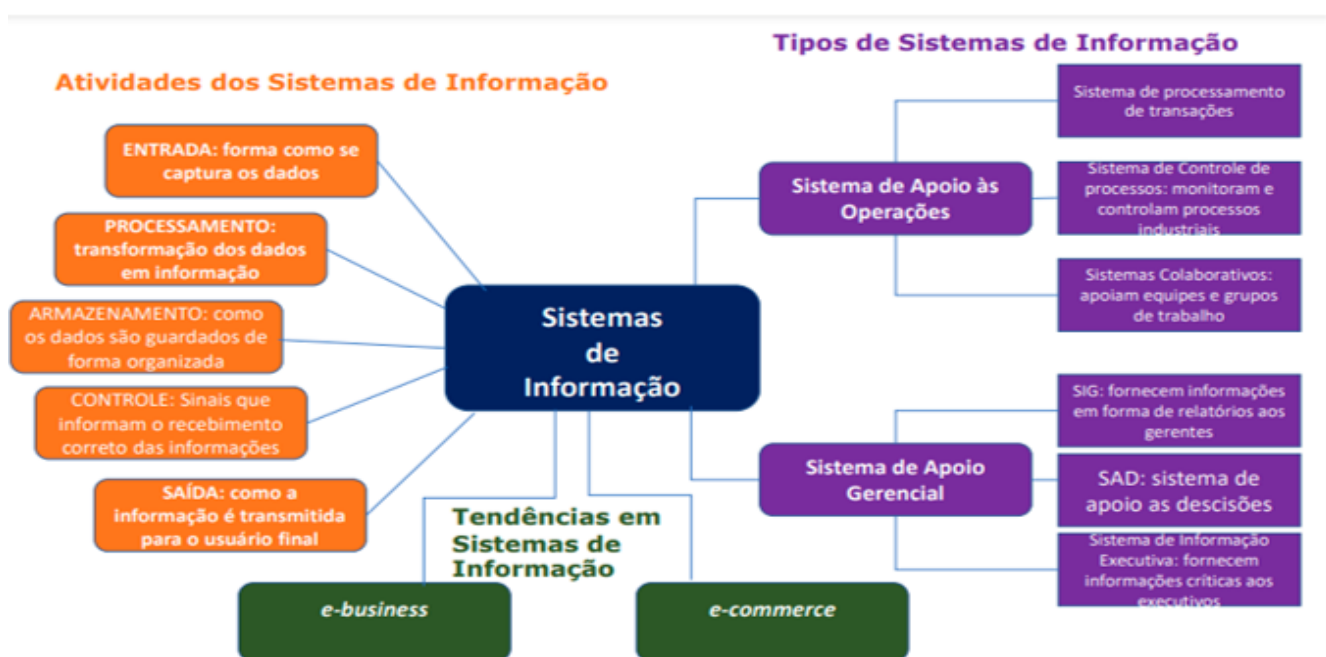 Tipos de Sistemas de Informação
Atividades dos Sistemas de Informação
ENTRADA: forma como se
captura os dados
PROCESSAMENTO:
transformação dos dados
em informação
ARMAZENAMENTO: como
os dados são guardados de
forma organizada
CONTROLE: Sinais que
informam o recebimento
correto das informações
SAÍDA: como a
informação é transmitida
para o usuário final
Sistemas
de
Informação
Tendências em
Sistemas de
Informação
e-business
e-commerce
Sistema de Apoio às
Operações
Sistema de processamento
de transações
Sistema de Controle de
processos: monitoram e
controlam processos
industriais
Sistemas Colaborativos:
apoiam equipes e grupos
de trabalho
Sistema de Apoio
Gerencial
SIG: fornecem informações
em forma de relatórios aos
gerentes
SAD: sistema de
apoio as descisões
Sistema de Informação
Executiva: fornecem
informações críticas aos
executivos